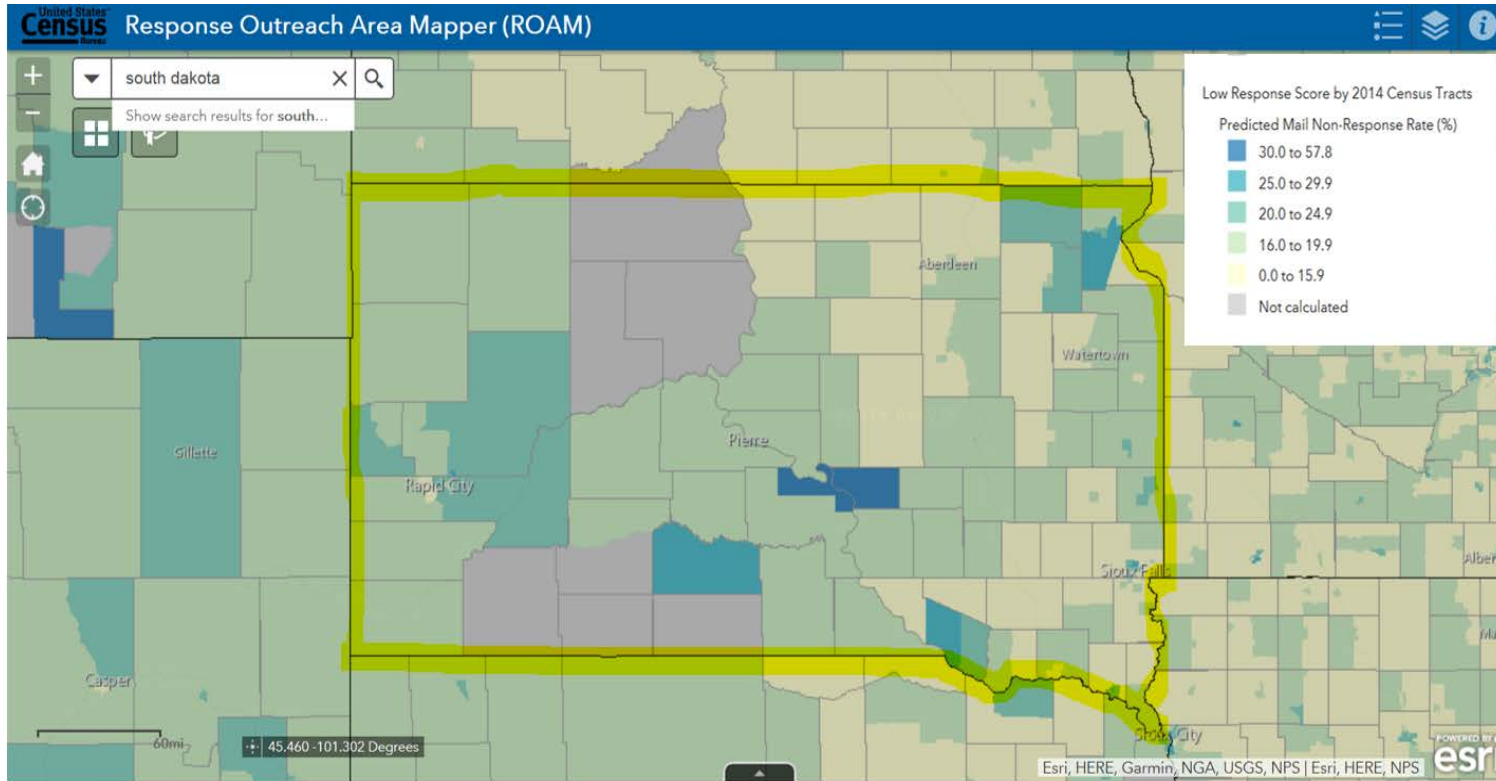 United States®
Census
Bureau
Response Outreach Area Mapper (ROAM)
south dakota
Show search results for south...
Low Response Score by 2014 Census Tracts
Predicted Mail Non-Response Rate (%)
30.0 to 57.8
25.0 to 29.9
20.0 to 24.9
16.0 to 19.9
0.0 to 15.9
Not calculated
Aberdeen
Watertown
Gillette
Pierre
Rapid City
Sioux Falls
Casper
Sioux City
60mi
45.460 -101.302 Degrees
Esri, HERE, Garmin, NGA, USGS, NPS | Esri, HERE, NPS
POWERED BY
esri